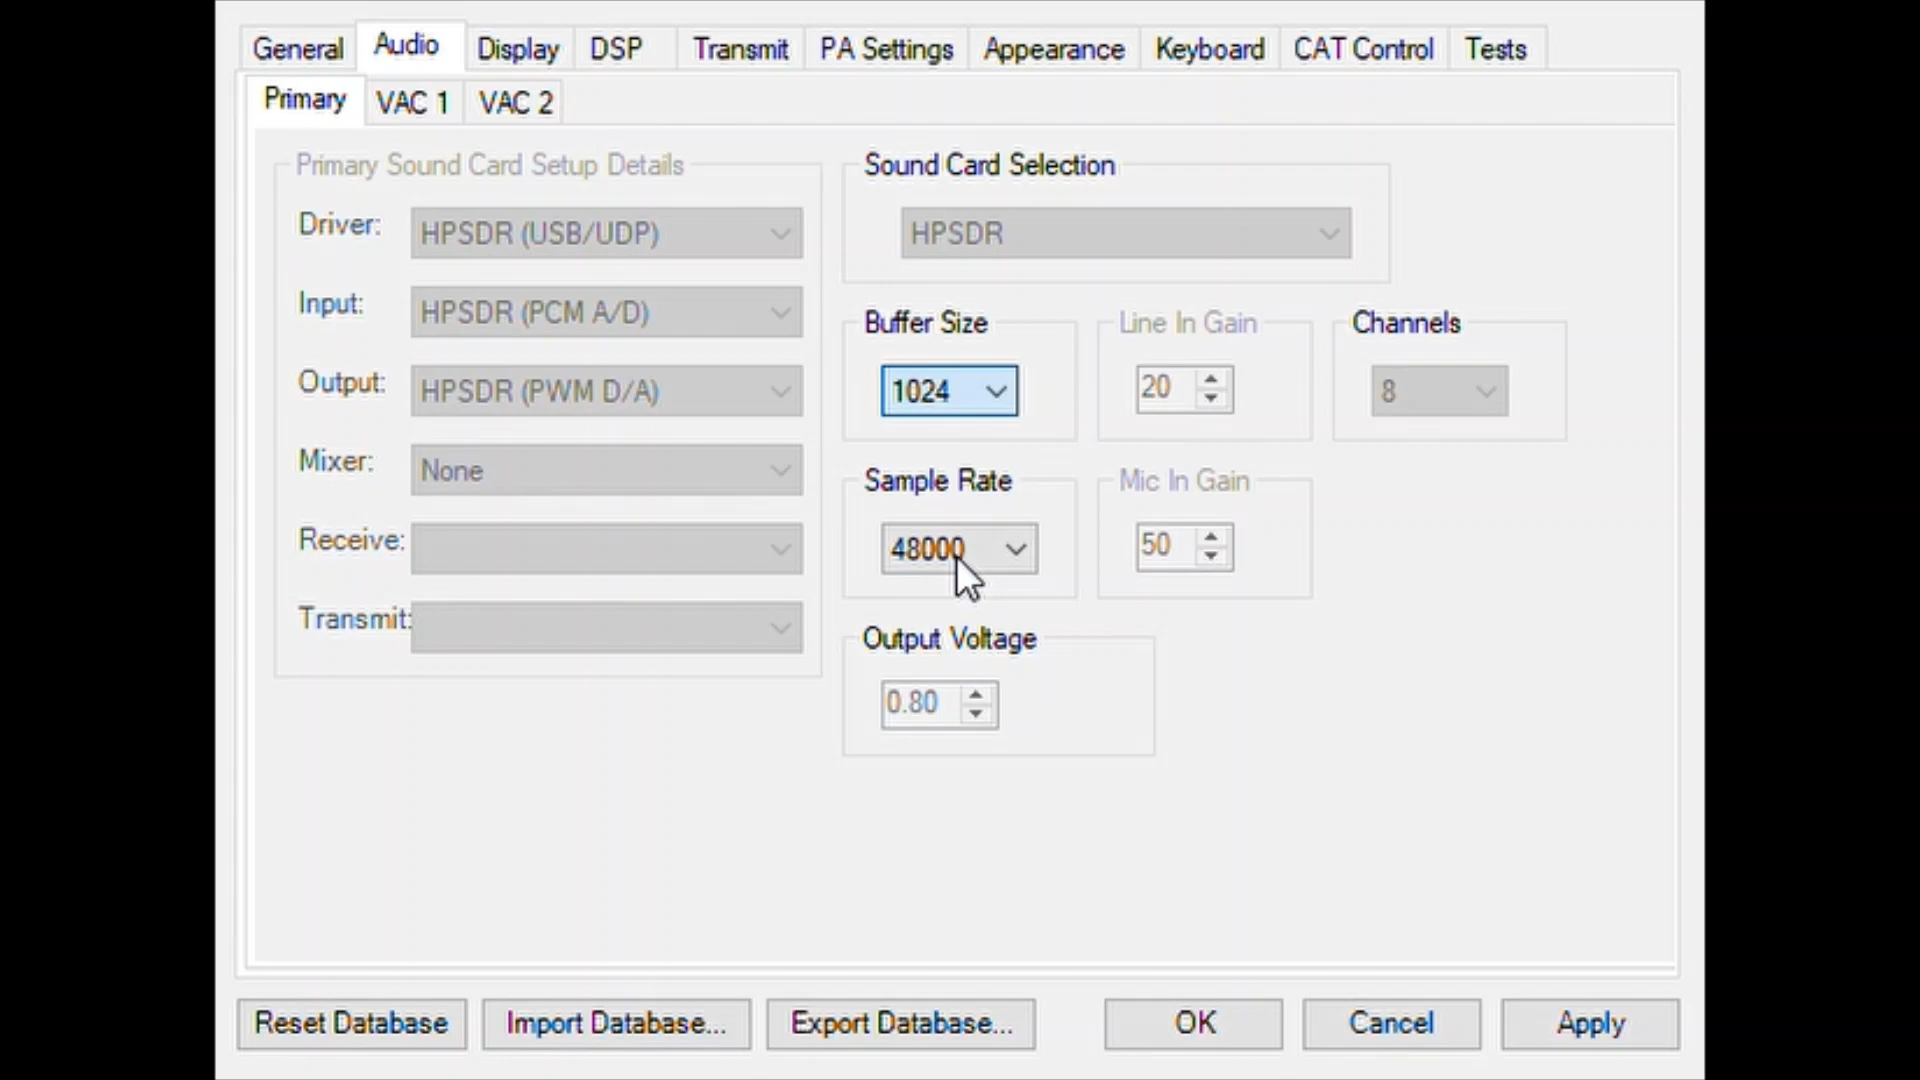 General Audio Display DSP Transmit PA Settings Appearance Keyboard CAT Control Tests
Primary VAC 1 VAC 2
Primary Sound Card Setup Details
Driver: HPSDR (USB/UDP)
Input: HPSDR (PCM A/D)
Output: HPSDR (PWM D/A)
Mixer: None
Receive:
Transmit:
Sound Card Selection
HPSDR
Buffer Size
1024
Line In Gain
20
Channels
8
Sample Rate
48000
Mic In Gain
50
Output Voltage
0.80
Reset Database Import Database... Export Database... OK Cancel Apply